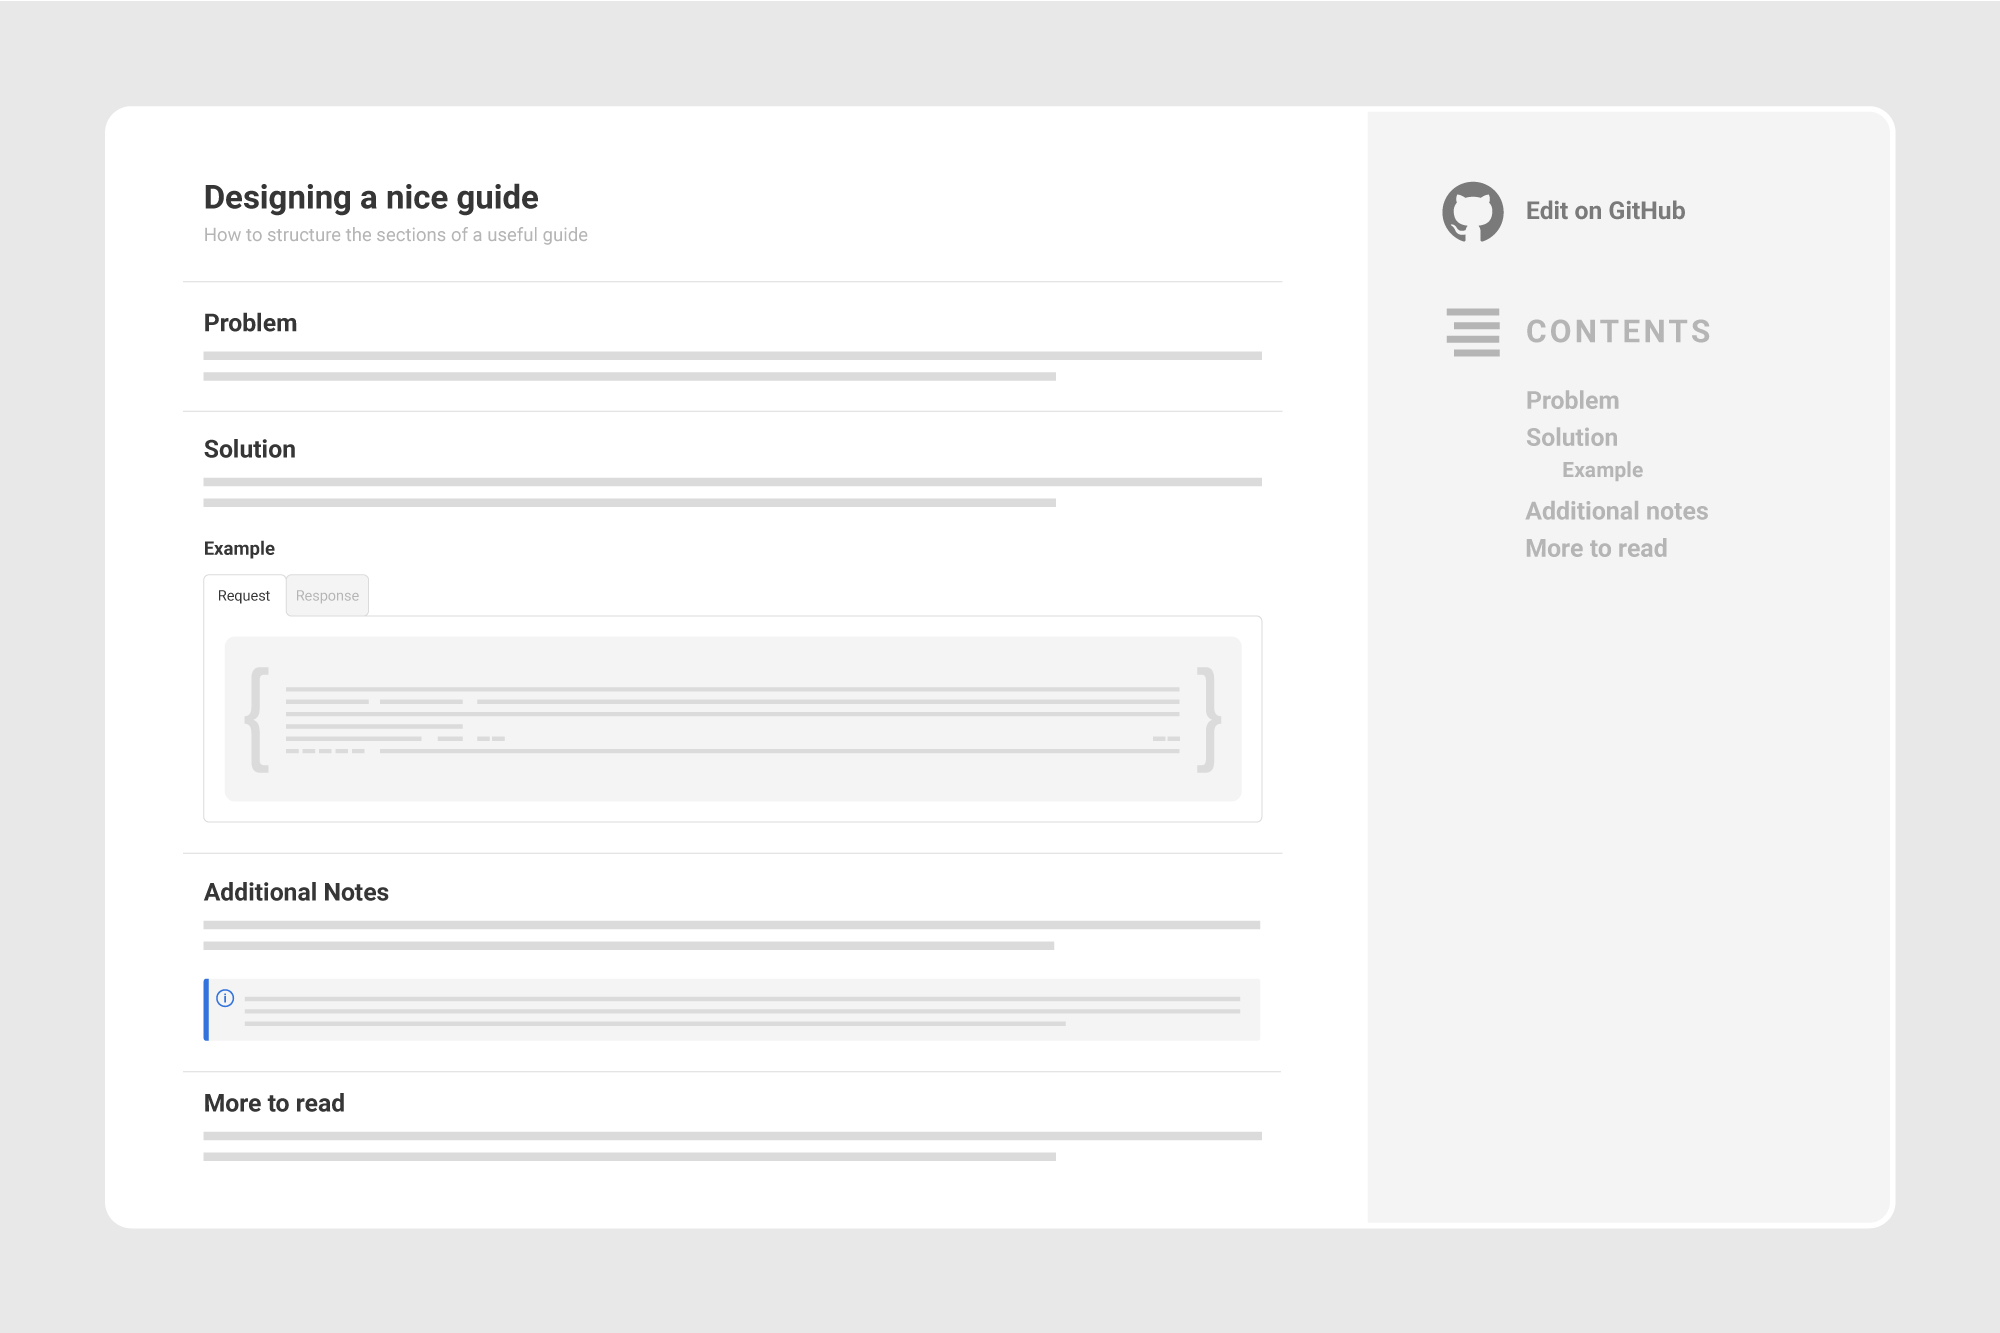 Designing a nice guide
How to structure the sections of a useful guide
Problem
Solution
Example
Request
Response
{ }
Additional Notes
More to read
Edit on GitHub
CONTENTS
Problem
Solution
Example
Additional notes
More to read